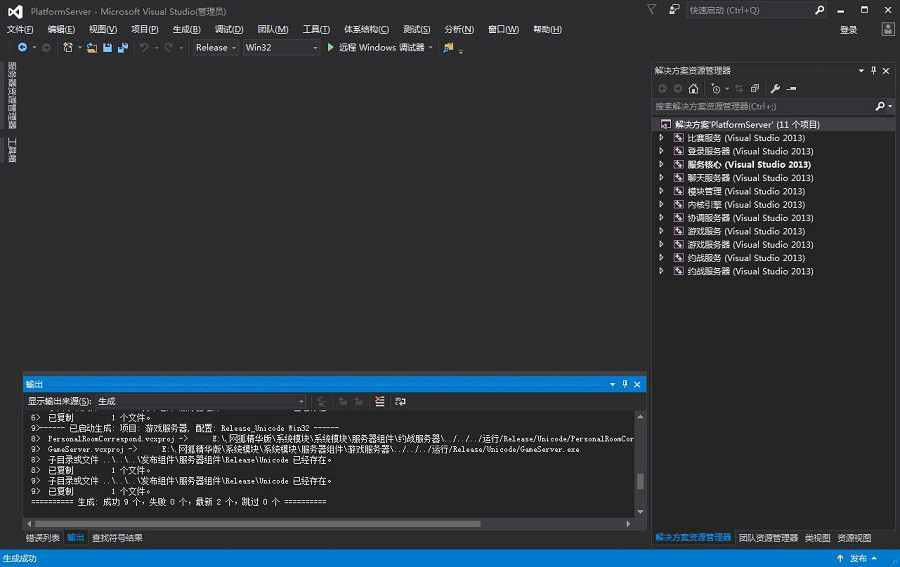 PlatformServer - Microsoft Visual Studio(管理员)
快速启动 (Ctrl+Q)
文件(F) 编辑(E) 视图(V) 项目(P) 生成(B) 调试(D) 团队(M) 工具(T) 体系结构(C) 测试(S) 分析(N) 窗口(W) 帮助(H)
登录
Release Win32 远程 Windows 调试器
工具箱
解决方案资源管理器
搜索解决方案资源管理器(Ctrl+;)
解决方案'PlatformServer' (11 个项目)
比赛服务 (Visual Studio 2013)
登录服务器 (Visual Studio 2013)
服务核心 (Visual Studio 2013)
聊天服务器 (Visual Studio 2013)
模块管理 (Visual Studio 2013)
内核引擎 (Visual Studio 2013)
协调服务器 (Visual Studio 2013)
游戏服务 (Visual Studio 2013)
游戏服务器 (Visual Studio 2013)
约战服务 (Visual Studio 2013)
约战服务器 (Visual Studio 2013)
输出
显示输出来源(S): 生成
6> 已复制 1 个文件。
9>------ 已启动生成: 项目: 游戏服务器, 配置: Release_Unicode Win32 ------
8> PersonalRoomCorrespond.vcxproj -> E:\.网狐精华版\系统模块\系统模块\服务器组件\约战服务器\../../../运行/Release/Unicode/PersonalRoomCor
9> GameServer.vcxproj -> E:\.网狐精华版\系统模块\系统模块\服务器组件\游戏服务器\../../../运行/Release/Unicode/GameServer.exe
8> 子目录或文件 ..\..\..\发布组件\服务器组件\Release\Unicode 已经存在。
8> 已复制 1 个文件。
9> 子目录或文件 ..\..\..\发布组件\服务器组件\Release\Unicode 已经存在。
9> 已复制 1 个文件。
========== 生成: 成功 9 个，失败 0 个，最新 2 个，跳过 0 个 ==========
错误列表 输出 查找符号结果
解决方案资源管理器 团队资源管理器 类视图 资源视图
生成成功
发布